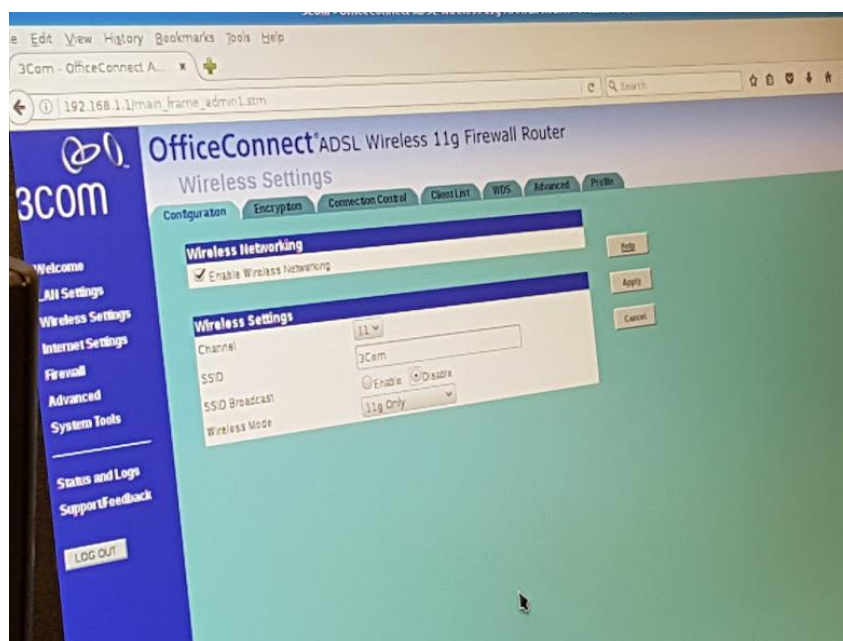 Edit View History Bookmarks Tools Help
3Com - OfficeConnect A...
192.168.1.1/main_frame_admin1.stm
Search
3COM
OfficeConnect® ADSL Wireless 11g Firewall Router
Wireless Settings
Configuration Encryption Connection Control Client List WDS Advanced Profile
Wireless Networking
Enable Wireless Networking
Help
Apply
Cancel
Wireless Settings
Channel 11
SSID 3Com
SSID Broadcast Enable Disable
Wireless Mode 11g Only
Welcome
LAN Settings
Wireless Settings
Internet Settings
Firewall
Advanced
System Tools
Status and Logs
Support/Feedback
LOG OUT